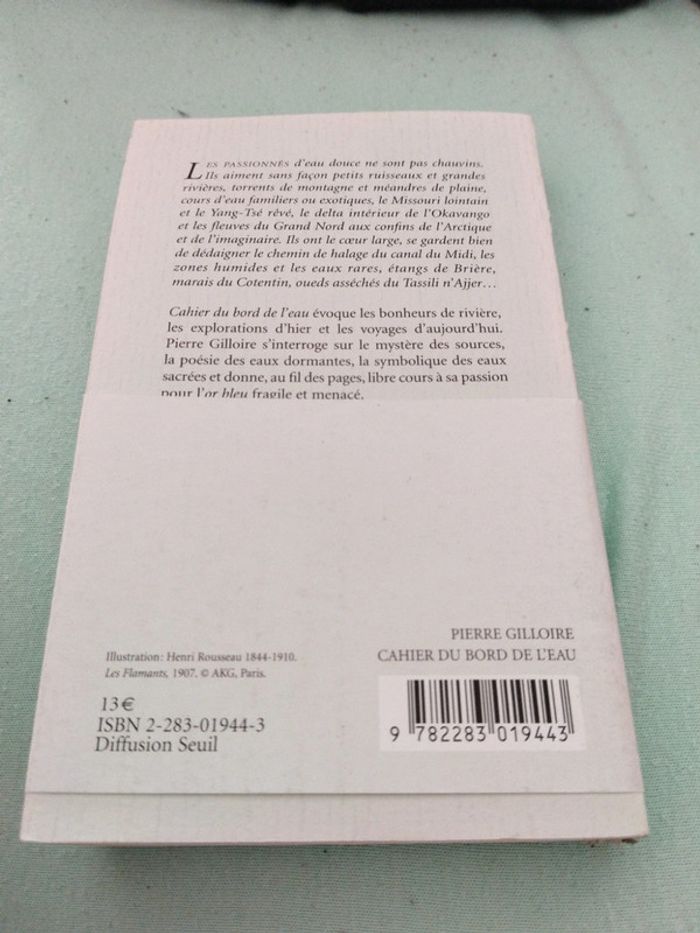 LES PASSIONNÉS d'eau douce ne sont pas chauvins.
Ils aiment sans façon petits ruisseaux et grandes
rivières, torrents de montagne et méandres de plaine,
cours d'eau familiers ou exotiques, le Missouri lointain
et le Yang-Tsé rêvé, le delta intérieur de l'Okavango
et les fleuves du Grand Nord aux confins de l'Arctique
et de l'imaginaire. Ils ont le cœur large, se gardent bien
de dédaigner le chemin de halage du canal du Midi, les
zones humides et les eaux rares, étangs de Brière,
marais du Cotentin, oueds asséchés du Tassili n'Ajjer…
Cahier du bord de l'eau évoque les bonheurs de rivière,
les explorations d'hier et les voyages d'aujourd'hui.
Pierre Gilloire s'interroge sur le mystère des sources,
la poésie des eaux dormantes, la symbolique des eaux
sacrées et donne, au fil des pages, libre cours à sa passion
pour l'or bleu fragile et menacé.
Illustration: Henri Rousseau 1844-1910.
Les Flamants, 1907. © AKG, Paris.
13 €
ISBN 2-283-01944-3
Diffusion Seuil
PIERRE GILLOIRE
CAHIER DU BORD DE L'EAU
9 782283 019443